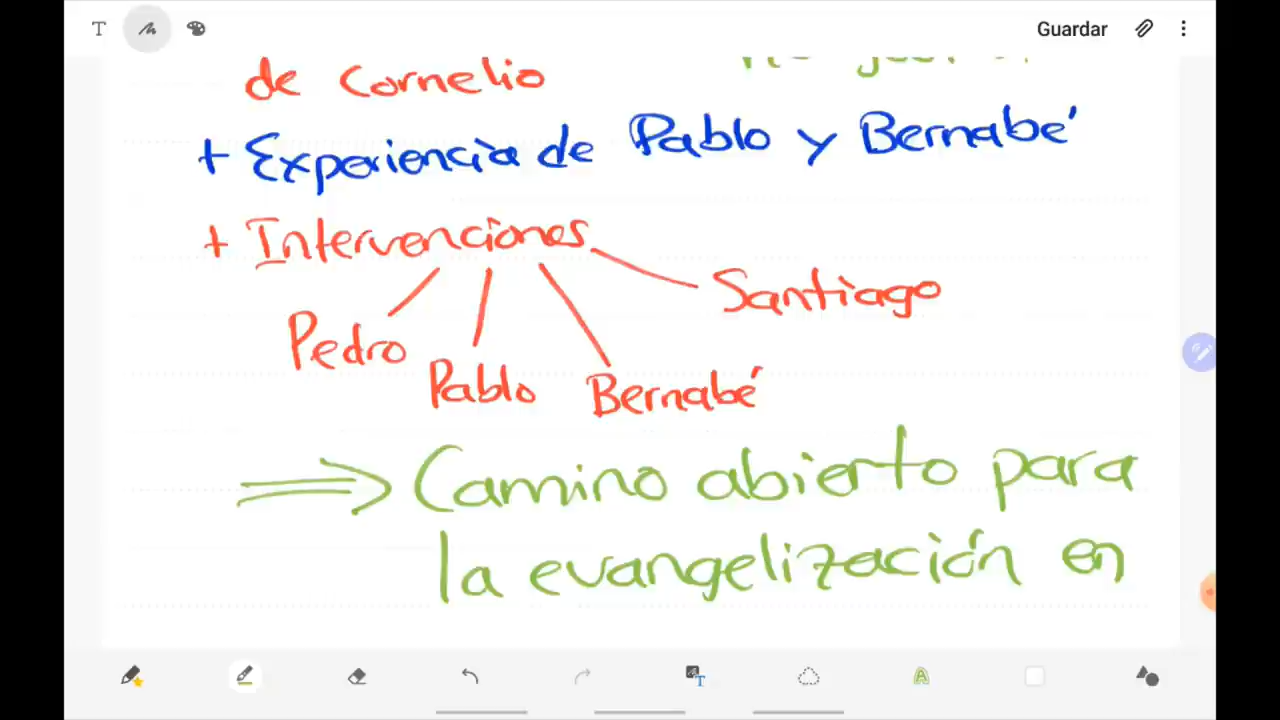 T Guardar
de Cornelio
+ Experiencia de Pablo y Bernabé
+ Intervenciones
Santiago
Pedro
Pablo Bernabé
⇒ Camino abierto para
la evangelización en